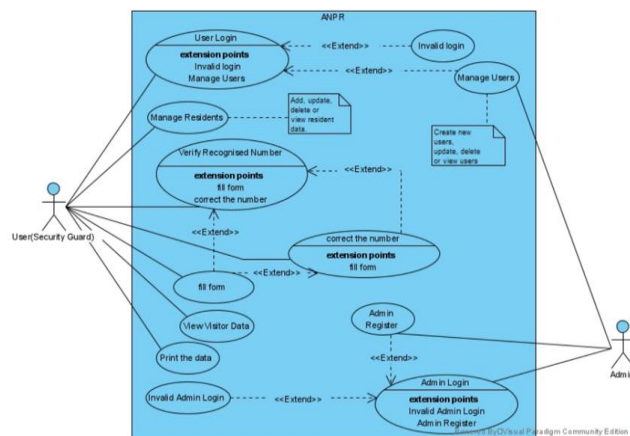 ANPR
User Login
extension points
Invalid login
Manage Users
<<Extend>>
Invalid login
<<Extend>>
Manage Users
Manage Residents
Add, update,
delete or
view resident
data.
Create new
users,
update, delete
or view users
Verify Recognised Number
extension points
fill form
correct the number
<<Extend>>
User(Security Guard)
<<Extend>>
correct the number
extension points
fill form
fill form
<<Extend>>
View Visitor Data
Admin
Register
Print the data
<<Extend>>
Admin
Invalid Admin Login
<<Extend>>
Admin Login
extension points
Invalid Admin Login
Admin Register
Visual Paradigm Community Edition